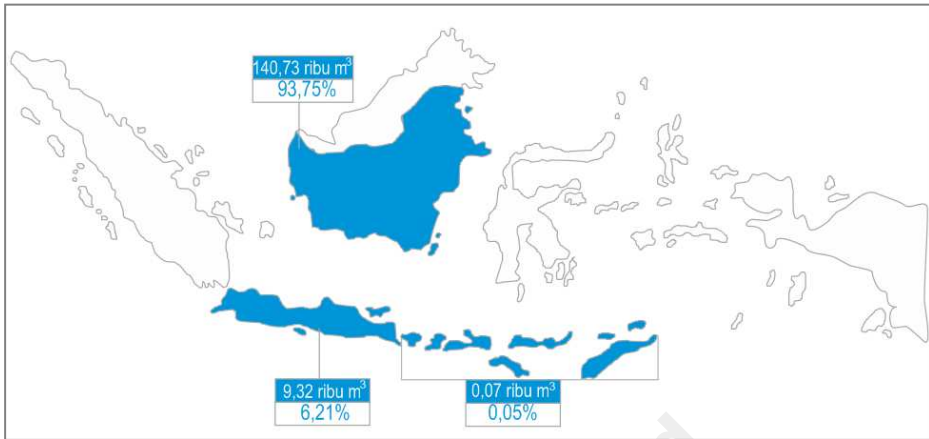 140,73 ribu m³
93,75%
9,32 ribu m³
6,21%
0,07 ribu m³
0,05%